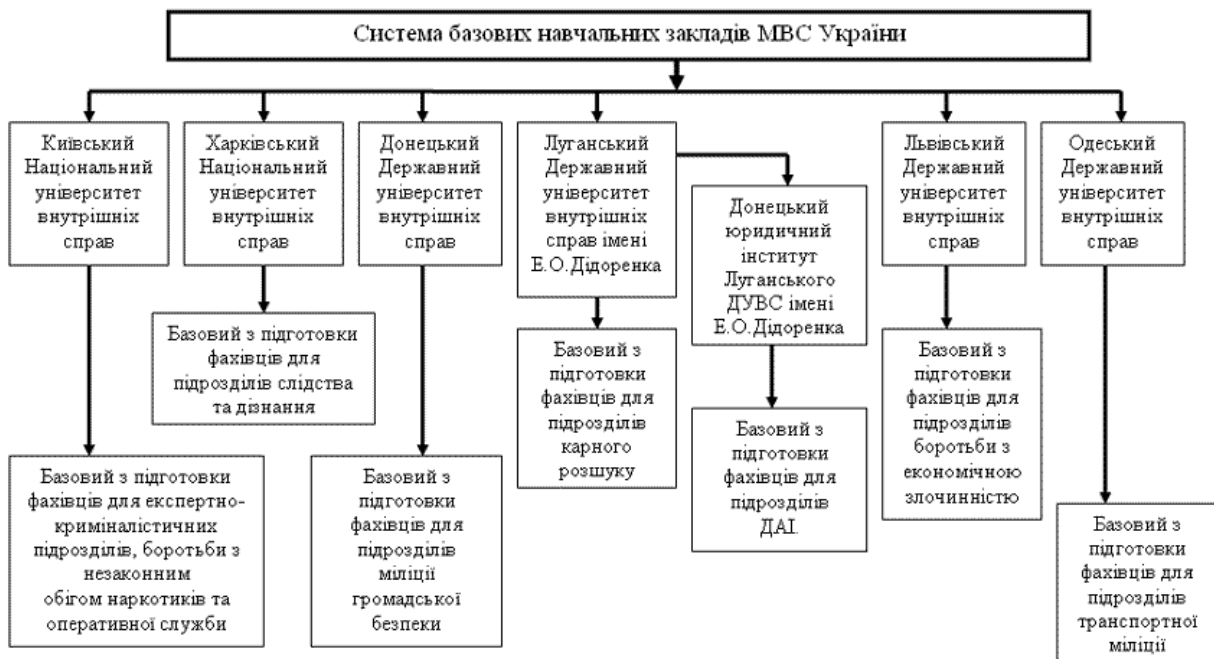 Система базових навчальних закладів МВС України
Київський
Національний
університет
внутрішніх
справ
Харківський
Національний
університет
внутрішніх
справ
Донецький
Державний
університет
внутрішніх
справ
Луганський
Державний
університет
внутрішніх
справ імені
Е.О.Дідоренка
Донецький
юридичний
інститут
Луганського
ДУВС імені
Е.О.Дідоренка
Львівський
Державний
університет
внутрішніх
справ
Одеський
Державний
університет
внутрішніх
справ
Базовий з підготовки
фахівців для
підрозділів слідства
та дізнання
Базовий з
підготовки
фахівців для
підрозділів
карного
розшуку
Базовий з
підготовки
фахівців для
підрозділів
ДАІ.
Базовий з
підготовки
фахівців для
підрозділів
боротьби з
економічною
злочинністю
Базовий з підготовки
фахівців для експертно-
криміналістичних
підрозділів, боротьби з
незаконним
обігом наркотиків та
оперативної служби
Базовий з
підготовки
фахівців для
підрозділів
міліції
громадської
безпеки
Базовий з
підготовки
фахівців для
підрозділів
транспортної
міліції